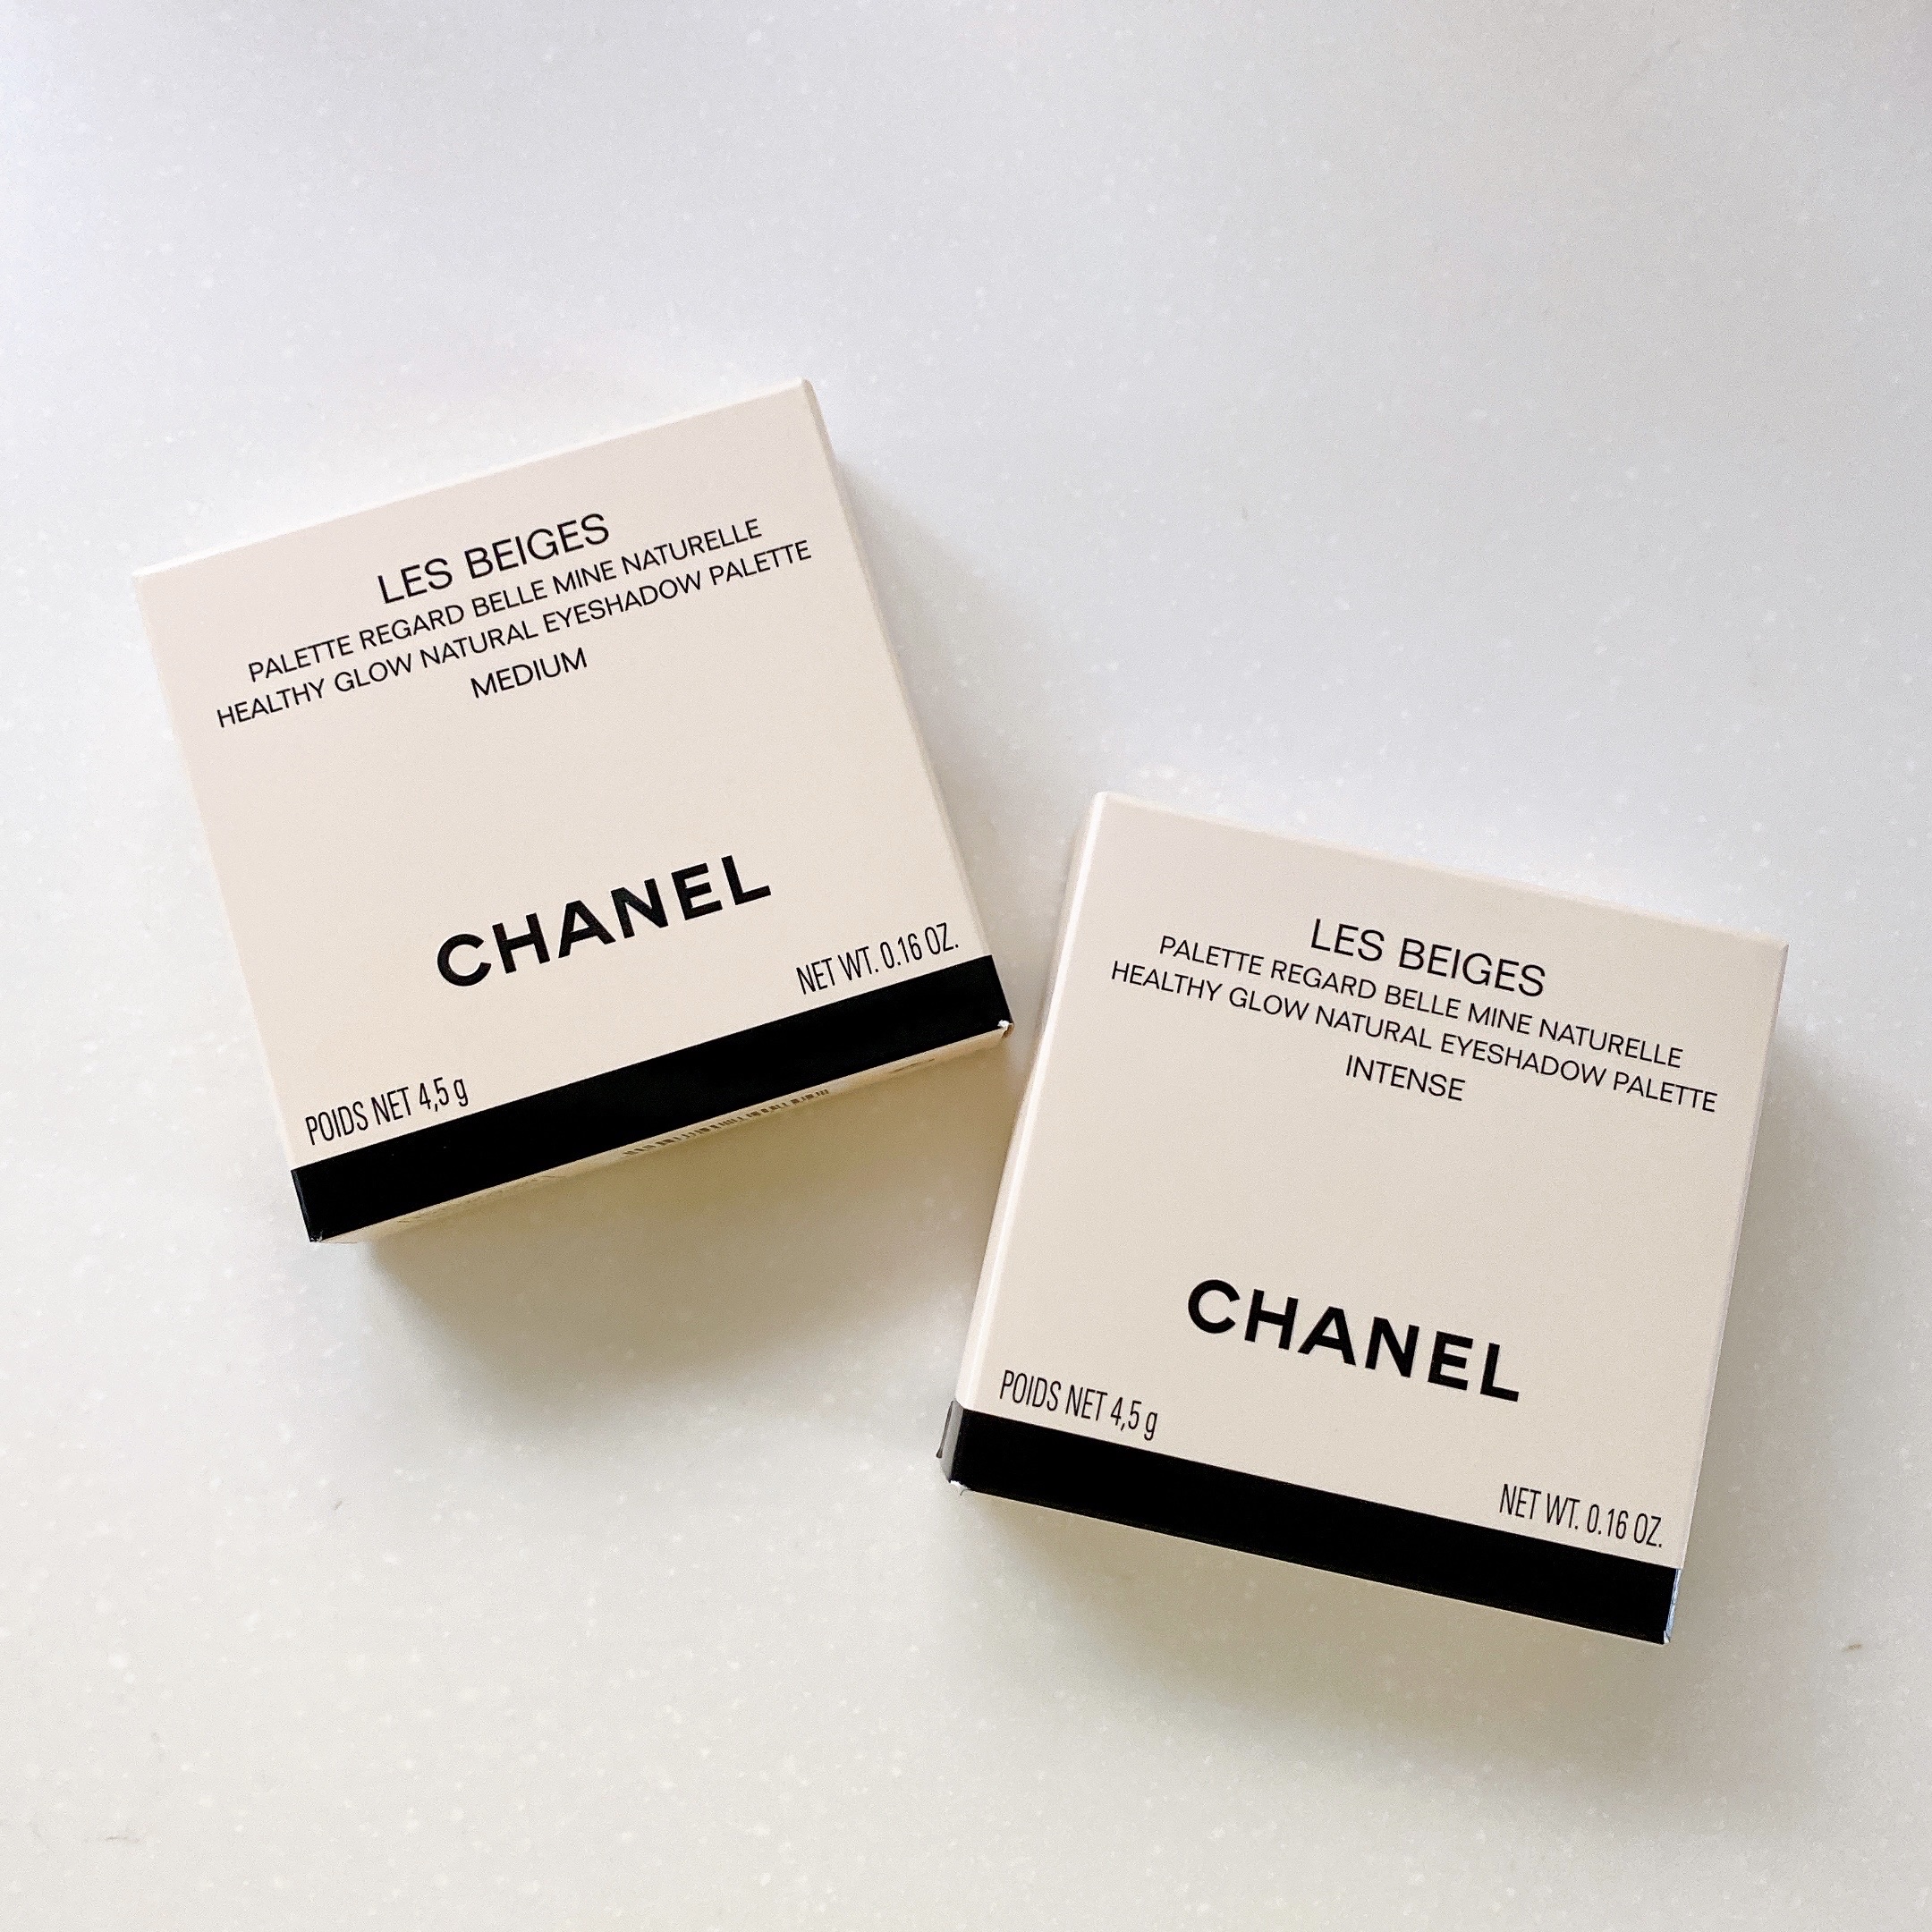 LES BEIGES
PALETTE REGARD BELLE MINE NATURELLE
HEALTHY GLOW NATURAL EYESHADOW PALETTE
MEDIUM
CHANEL
NET WT. 0.16 OZ.
POIDS NET 4,5 g
LES BEIGES
PALETTE REGARD BELLE MINE NATURELLE
HEALTHY GLOW NATURAL EYESHADOW PALETTE
INTENSE
CHANEL
POIDS NET 4,5 g
NET WT. 0.16 OZ.